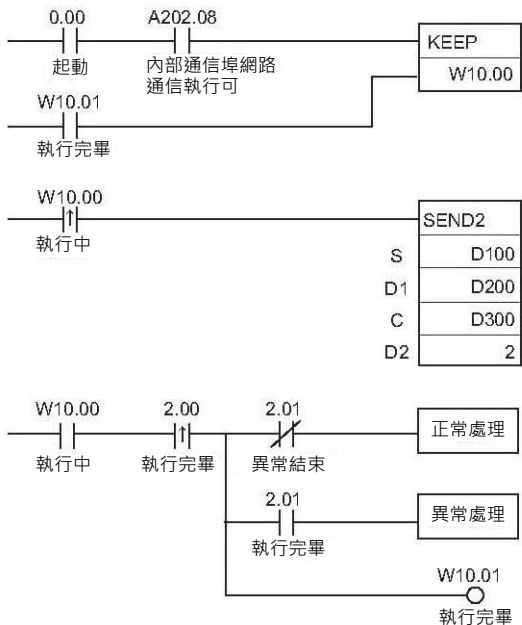 0.00
A202.08
KEEP
起動
內部通信埠網路
通信執行可
W10.00
W10.01
執行完畢
W10.00
執行中
SEND2
S
D100
D1
D200
C
D300
D2
2
W10.00
2.00
2.01
正常處理
執行中
執行完畢
異常結束
2.01
異常處理
執行完畢
W10.01
執行完畢